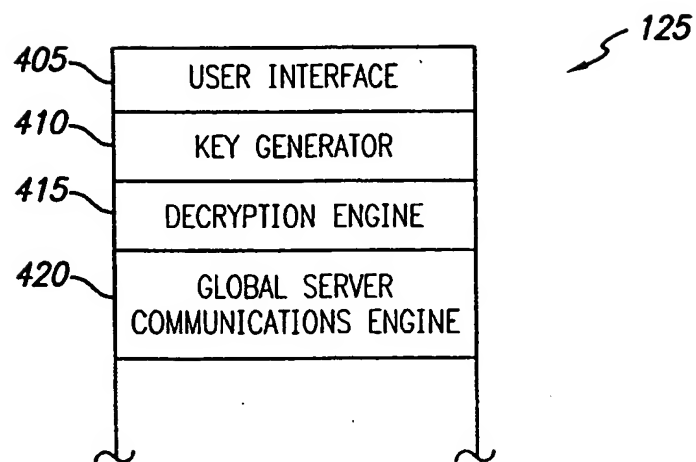 125
405 USER INTERFACE
410 KEY GENERATOR
415 DECRYPTION ENGINE
420 GLOBAL SERVER
COMMUNICATIONS ENGINE